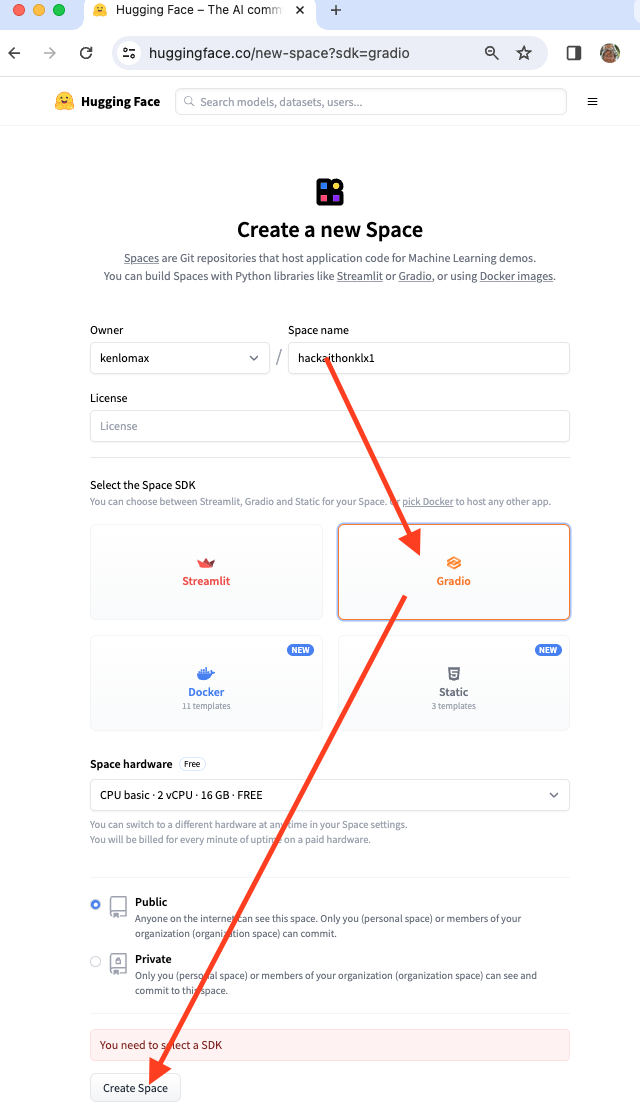 Hugging Face – The AI comm
huggingface.co/new-space?sdk=gradio
Hugging Face
Search models, datasets, users...
Create a new Space
Spaces are Git repositories that host application code for Machine Learning demos.
You can build Spaces with Python libraries like Streamlit or Gradio, or using Docker images.
Owner
Space name
kenlomax
/
hackaithonklx1
License
License
Select the Space SDK
You can choose between Streamlit, Gradio and Static for your Space. Or pick Docker to host any other app.
Streamlit
Gradio
NEW
Docker
11 templates
NEW
Static
3 templates
Space hardware Free
CPU basic · 2 vCPU · 16 GB · FREE
You can switch to a different hardware at any time in your Space settings.
You will be billed for every minute of uptime on a paid hardware.
Public
Anyone on the internet can see this space. Only you (personal space) or members of your
organization (organization space) can commit.
Private
Only you (personal space) or members of your organization (organization space) can see and
commit to this space.
You need to select a SDK
Create Space